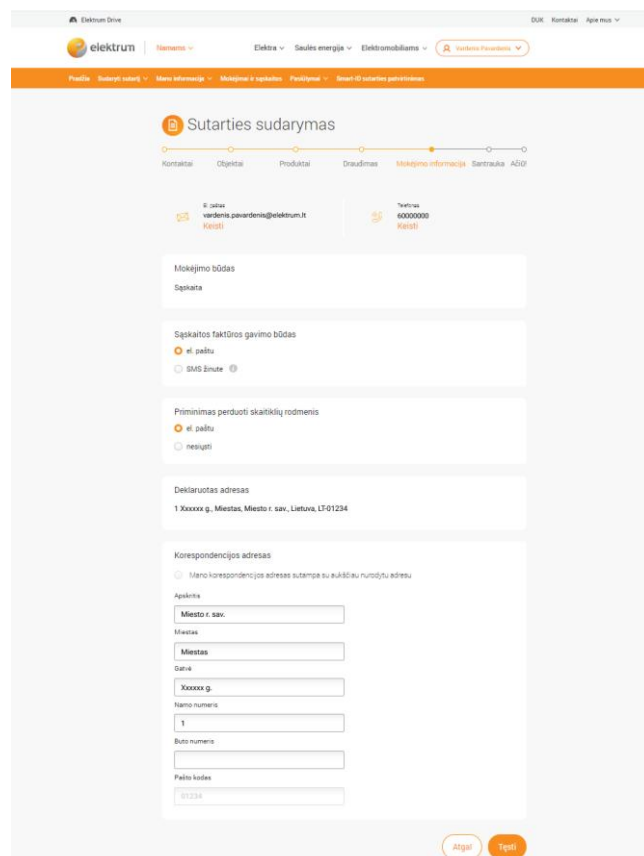 Elektrum Drive
DUK Kontaktai Apie mus
elektrum
Namams
Elektra Saulės energija Elektromobiliams
Vardenis Pavardenis
Pradžia Sudaryti sutartį Mano informacija Mokėjimai ir sąskaitos Pasiūlymai Smart-ID sutarties patvirtinimas
Sutarties sudarymas
Kontaktai Objektai Produktai Draudimas Mokėjimo informacija Santrauka AČIŪ!
El. paštas
vardenis.pavardenis@elektrum.lt
Keisti
Telefonas
60000000
Keisti
Mokėjimo būdas
Sąskaita
Sąskaitos faktūros gavimo būdas
el. paštu
SMS žinute
Priminimas perduoti skaitiklių rodmenis
el. paštu
nesiųsti
Deklaruotas adresas
1 Xxxxxx g., Miestas, Miesto r. sav., Lietuva, LT-01234
Korespondencijos adresas
Mano korespondencijos adresas sutampa su aukščiau nurodytu adresu
Apskritis
Miesto r. sav.
Miestas
Miestas
Gatvė
Xxxxxx g.
Namo numeris
1
Buto numeris
Pašto kodas
01234
Atgal
Tęsti